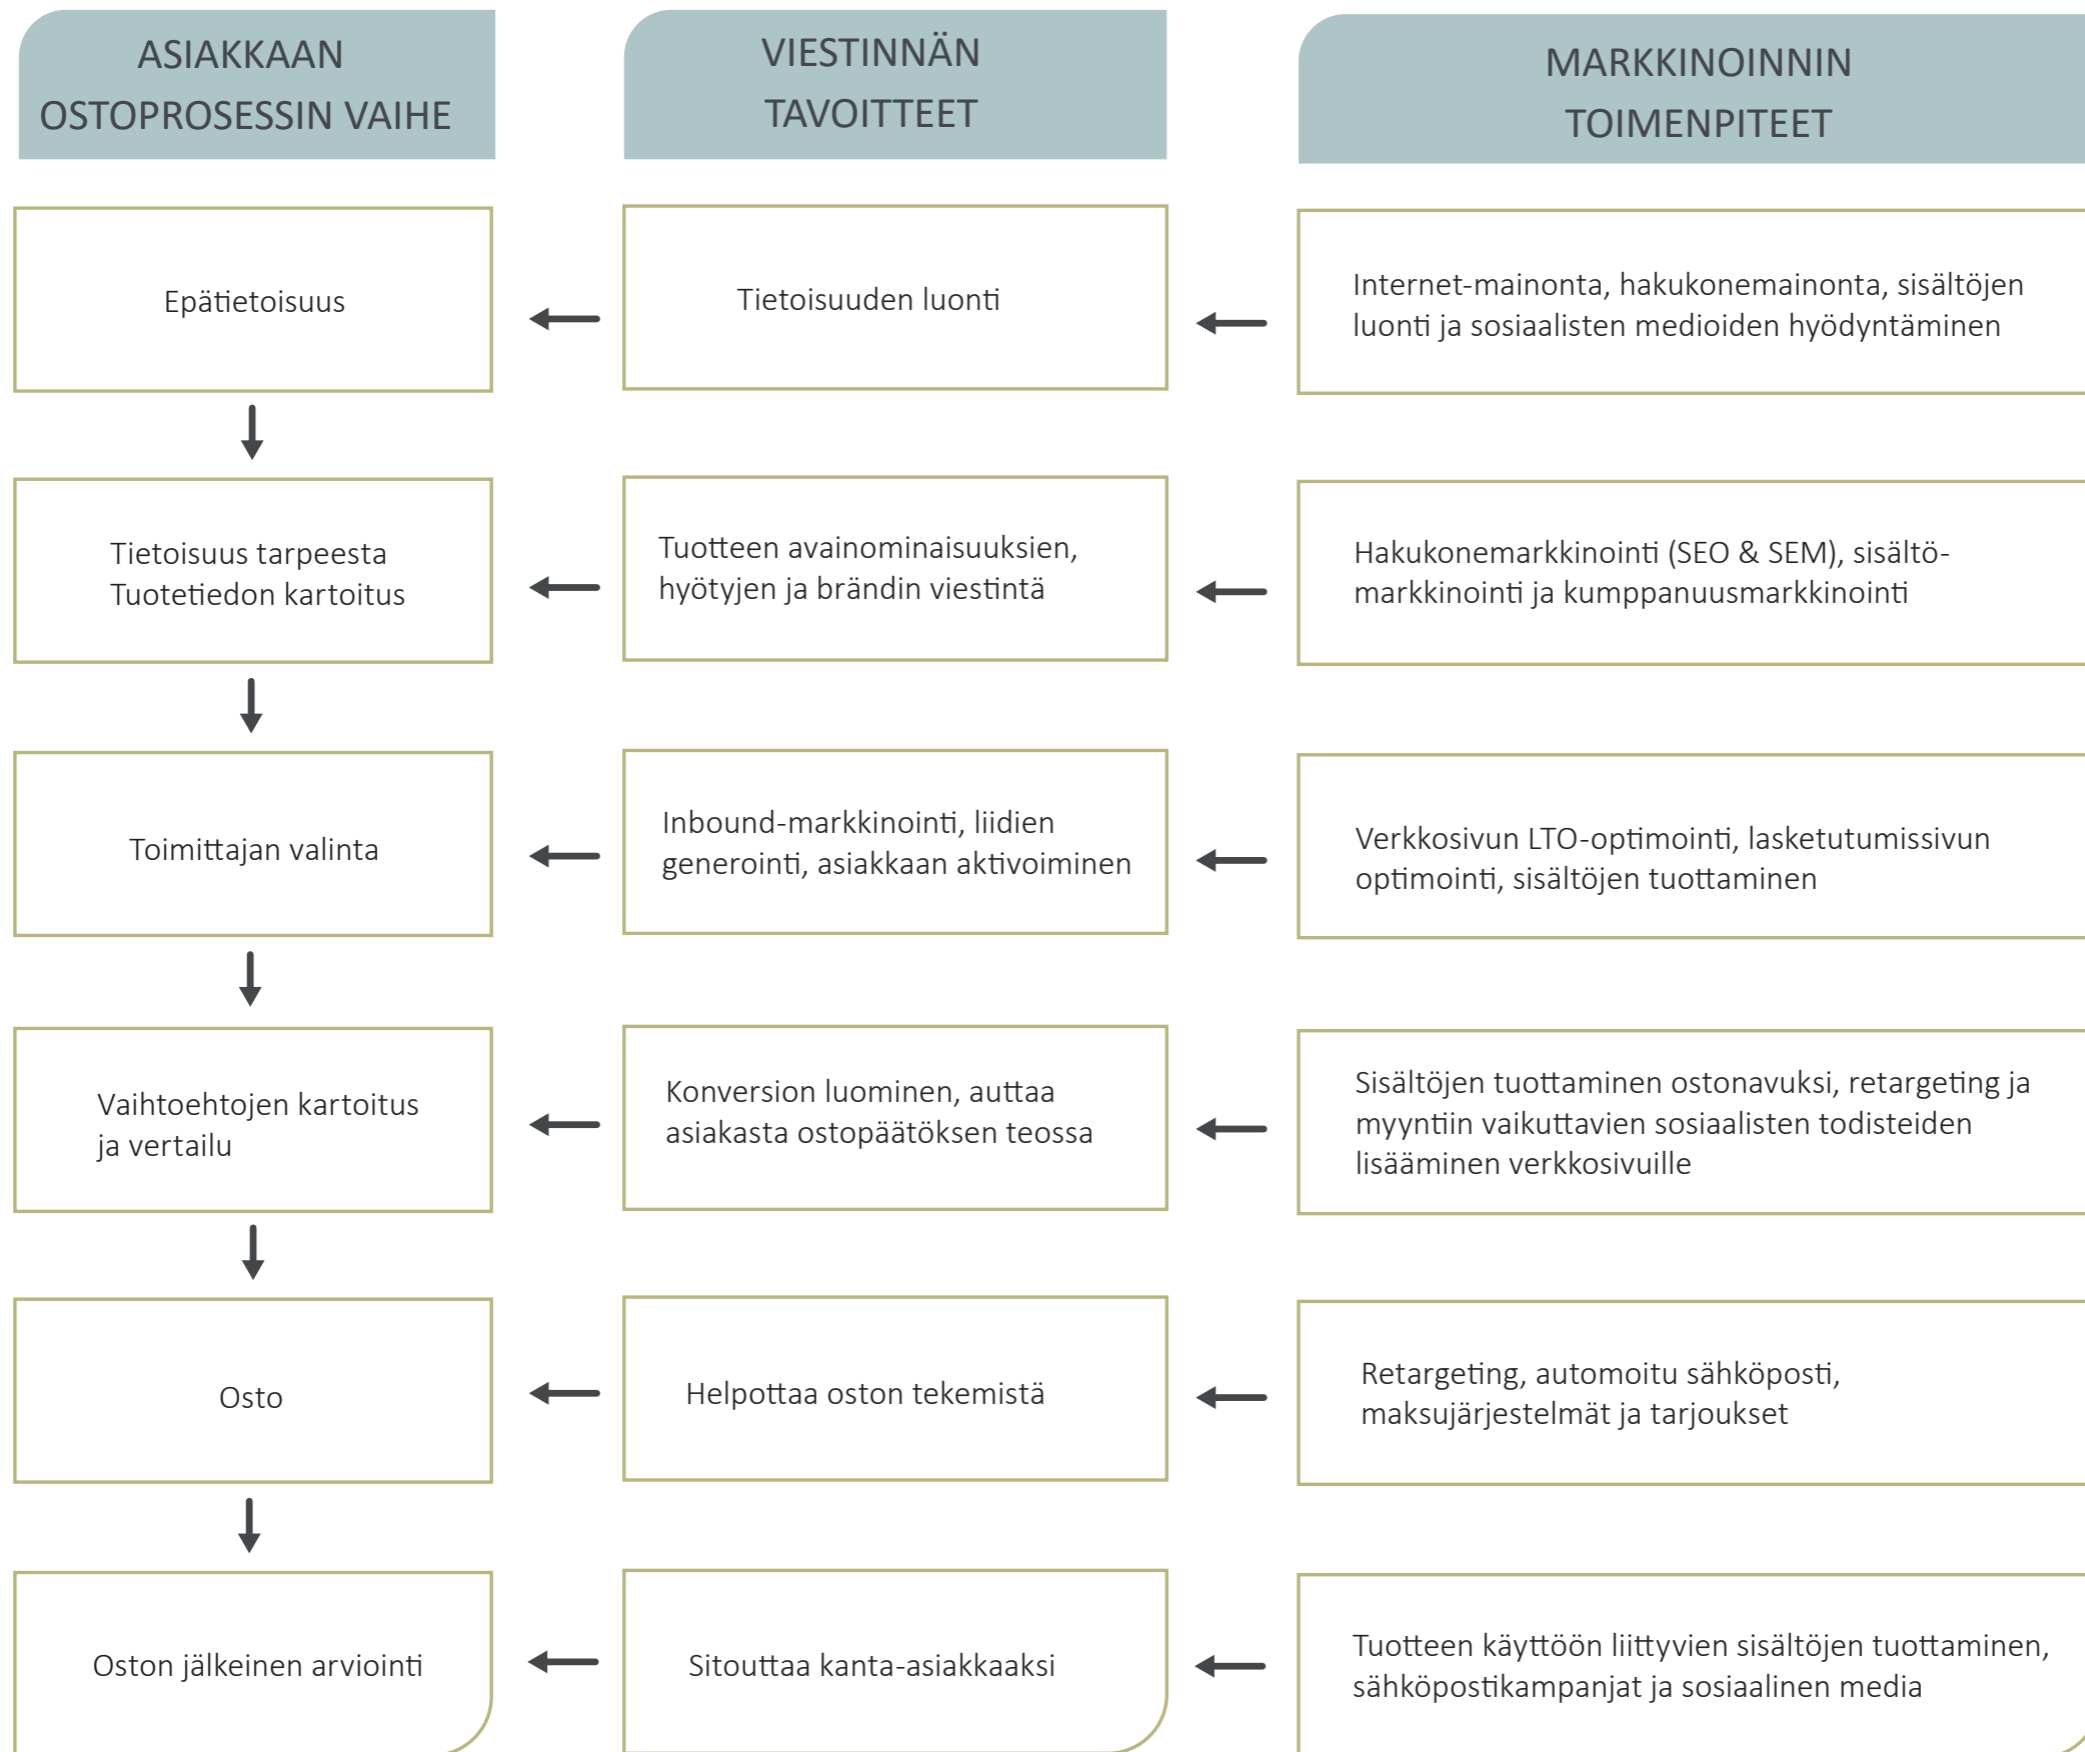 ASIAKKAAN
OSTOPROSESSIN VAIHE
VIESTINNÄN
TAVOITTEET
MARKKINOINNIN
TOIMENPITEET
Epätietoisuus
Tietoisuuden luonti
Internet-mainonta, hakukonemainonta, sisältöjen
luonti ja sosiaalisten medioiden hyödyntäminen
Tietoisuus tarpeesta
Tuotetiedon kartoitus
Tuotteen avainominaisuuksien,
hyötyjen ja brändin viestintä
Hakukonemarkkinointi (SEO & SEM), sisältö-
markkinointi ja kumppanuusmarkkinointi
Toimittajan valinta
Inbound-markkinointi, liidien
generointi, asiakkaan aktivoiminen
Verkkosivun LTO-optimointi, lasketutumissivun
optimointi, sisältöjen tuottaminen
Vaihtoehtojen kartoitus
ja vertailu
Konversion luominen, auttaa
asiakasta ostopäätöksen teossa
Sisältöjen tuottaminen ostonavuksi, retargeting ja
myyntiin vaikuttavien sosiaalisten todisteiden
lisääminen verkkosivuille
Osto
Helpottaa oston tekemistä
Retargeting, automoitu sähköposti,
maksujärjestelmät ja tarjoukset
Oston jälkeinen arviointi
Sitouttaa kanta-asiakkaaksi
Tuotteen käyttöön liittyvien sisältöjen tuottaminen,
sähköpostikampanjat ja sosiaalinen media